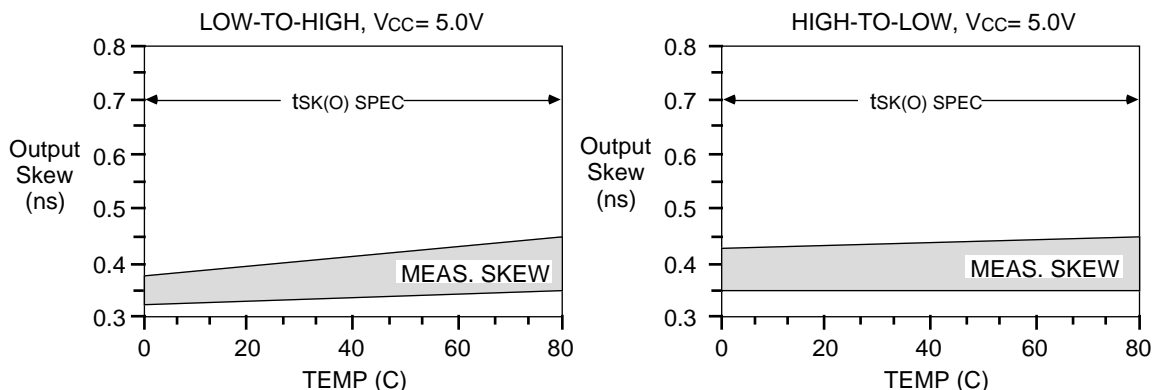 LOW-TO-HIGH, VCC= 5.0V
0.8
0.7
tSK(O) SPEC
0.6
Output
Skew
(ns)
0.5
0.4
MEAS. SKEW
0.3
0 20 40 60 80
TEMP (C)
HIGH-TO-LOW, VCC= 5.0V
0.8
0.7
tSK(O) SPEC
0.6
Output
Skew
(ns)
0.5
0.4
MEAS. SKEW
0.3
0 20 40 60 80
TEMP (C)